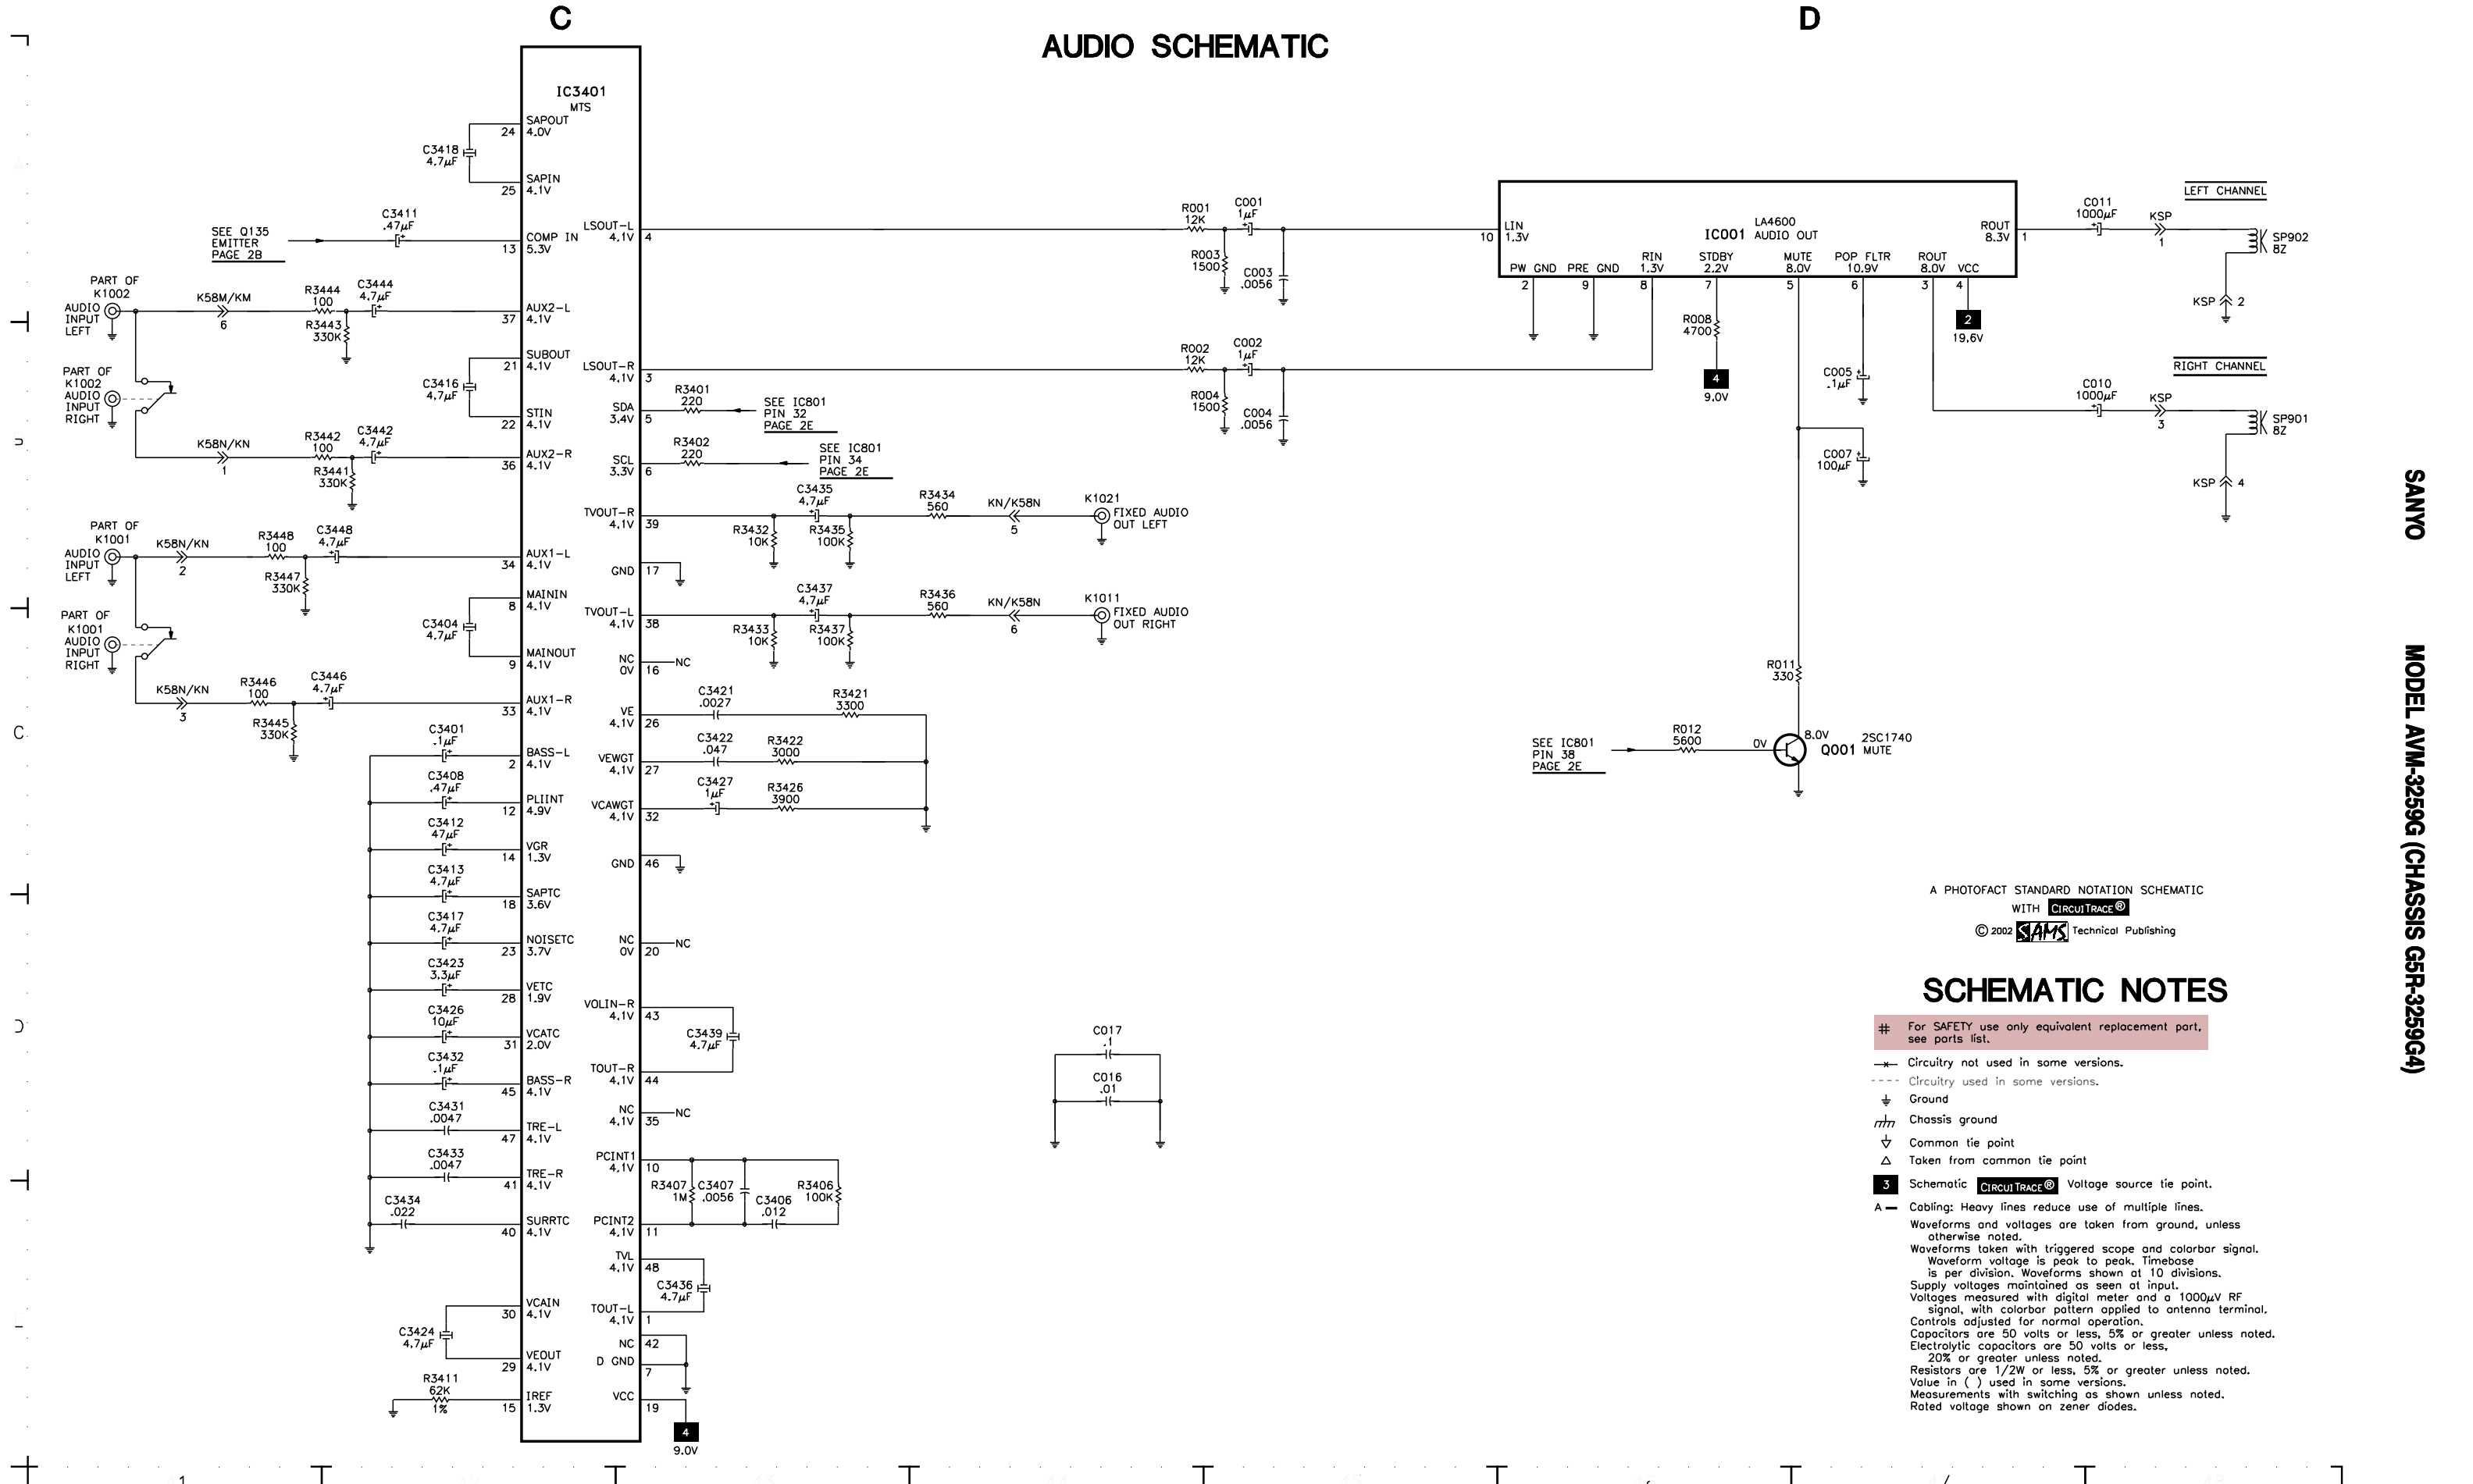 C
D
AUDIO SCHEMATIC
IC3401
MTS
SAPOUT
24 4.0V
C3418
4.7µF
SAPIN
25 4.1V
C3411
.47µF
SEE Q135
EMITTER
PAGE 2B
COMP IN
13 5.3V
PART OF
K1002
AUDIO
INPUT
LEFT
K58M/KM
6
R3444
100
C3444
4.7µF
R3443
330K
AUX2-L
37 4.1V
SUBOUT
21 4.1V
PART OF
K1002
AUDIO
INPUT
RIGHT
C3416
4.7µF
STIN
22 4.1V
K58N/KN
1
R3442
100
C3442
4.7µF
R3441
330K
AUX2-R
36 4.1V
PART OF
K1001
AUDIO
INPUT
LEFT
K58N/KN
2
R3448
100
C3448
4.7µF
R3447
330K
AUX1-L
34 4.1V
MAININ
8 4.1V
PART OF
K1001
AUDIO
INPUT
RIGHT
C3404
4.7µF
MAINOUT
9 4.1V
K58N/KN
3
R3446
100
C3446
4.7µF
R3445
330K
AUX1-R
33 4.1V
C3401
.1µF
BASS-L
2 4.1V
C3408
.47µF
PLIINT
12 4.9V
C3412
47µF
VGR
14 1.3V
C3413
4.7µF
SAPTC
18 3.6V
C3417
4.7µF
NOISETC
23 3.7V
C3423
3.3µF
VETC
28 1.9V
C3426
10µF
VCATC
31 2.0V
C3432
.1µF
BASS-R
45 4.1V
C3431
.0047
TRE-L
47 4.1V
C3433
.0047
TRE-R
41 4.1V
C3434
.022
SURRTC
40 4.1V
VCAIN
30 4.1V
C3424
4.7µF
VEOUT
29 4.1V
R3411
62K
1%
IREF
15 1.3V
LSOUT-L
4.1V 4
LSOUT-R
4.1V 3
SDA
3.4V 5
R3401
220
SEE IC801
PIN 32
PAGE 2E
SCL
3.3V 6
R3402
220
SEE IC801
PIN 34
PAGE 2E
TVOUT-R
4.1V 39
C3435
4.7µF
R3432
10K
R3435
100K
R3434
560
KN/K58N
5
K1021
FIXED AUDIO
OUT LEFT
GND 17
TVOUT-L
4.1V 38
C3437
4.7µF
R3433
10K
R3437
100K
R3436
560
KN/K58N
6
K1011
FIXED AUDIO
OUT RIGHT
NC
0V 16 NC
VE
4.1V 26
C3421
.0027
R3421
3300
VEWGT
4.1V 27
C3422
.047
R3422
3000
VCAWGT
4.1V 32
C3427
1µF
R3426
3900
GND 46
NC
0V 20 NC
VOLIN-R
4.1V 43
C3439
4.7µF
TOUT-R
4.1V 44
NC
4.1V 35 NC
PCINT1
4.1V 10
R3407
1M
C3407
.0056
C3406
.012
R3406
100K
PCINT2
4.1V 11
TVL
4.1V 48
C3436
4.7µF
TOUT-L
4.1V 1
NC 42
D GND
7
VCC
19
4
9.0V
C017
.1
C016
.01
R001
12K
C001
1µF
R003
1500
C003
.0056
R002
12K
C002
1µF
R004
1500
C004
.0056
LIN
10 1.3V
LA4600
IC001 AUDIO OUT
ROUT
8.3V 1
PW GND
2
PRE GND
9
RIN
1.3V
8
STDBY
2.2V
7
MUTE
8.0V
5
POP FLTR
10.9V
6
ROUT
8.0V
3
VCC
4
R008
4700
4
9.0V
2
19.6V
C005
.1µF
C007
100µF
C011
1000µF
KSP
1
LEFT CHANNEL
SP902
8Z
KSP 2
RIGHT CHANNEL
C010
1000µF
KSP
3
SP901
8Z
KSP 4
R011
330
SEE IC801
PIN 38
PAGE 2E
R012
5600
0V
8.0V
2SC1740
Q001 MUTE
A PHOTOFACT STANDARD NOTATION SCHEMATIC
WITH CIRCUITRACE®
© 2002 SAMS Technical Publishing
SCHEMATIC NOTES
# For SAFETY use only equivalent replacement part,
see parts list.
Circuitry not used in some versions.
Circuitry used in some versions.
Ground
Chassis ground
Common tie point
Taken from common tie point
3 Schematic CIRCUITRACE® Voltage source tie point.
A Cabling: Heavy lines reduce use of multiple lines.
Waveforms and voltages are taken from ground, unless
otherwise noted.
Waveforms taken with triggered scope and colorbar signal.
Waveform voltage is peak to peak. Timebase
is per division. Waveforms shown at 10 divisions.
Supply voltages maintained as seen at input.
Voltages measured with digital meter and a 1000µV RF
signal, with colorbar pattern applied to antenna terminal.
Controls adjusted for normal operation.
Capacitors are 50 volts or less, 5% or greater unless noted.
Electrolytic capacitors are 50 volts or less,
20% or greater unless noted.
Resistors are 1/2W or less, 5% or greater unless noted.
Value in ( ) used in some versions.
Measurements with switching as shown unless noted.
Rated voltage shown on zener diodes.
SANYO
MODEL AVM-3259G (CHASSIS G5R-3259G4)
C